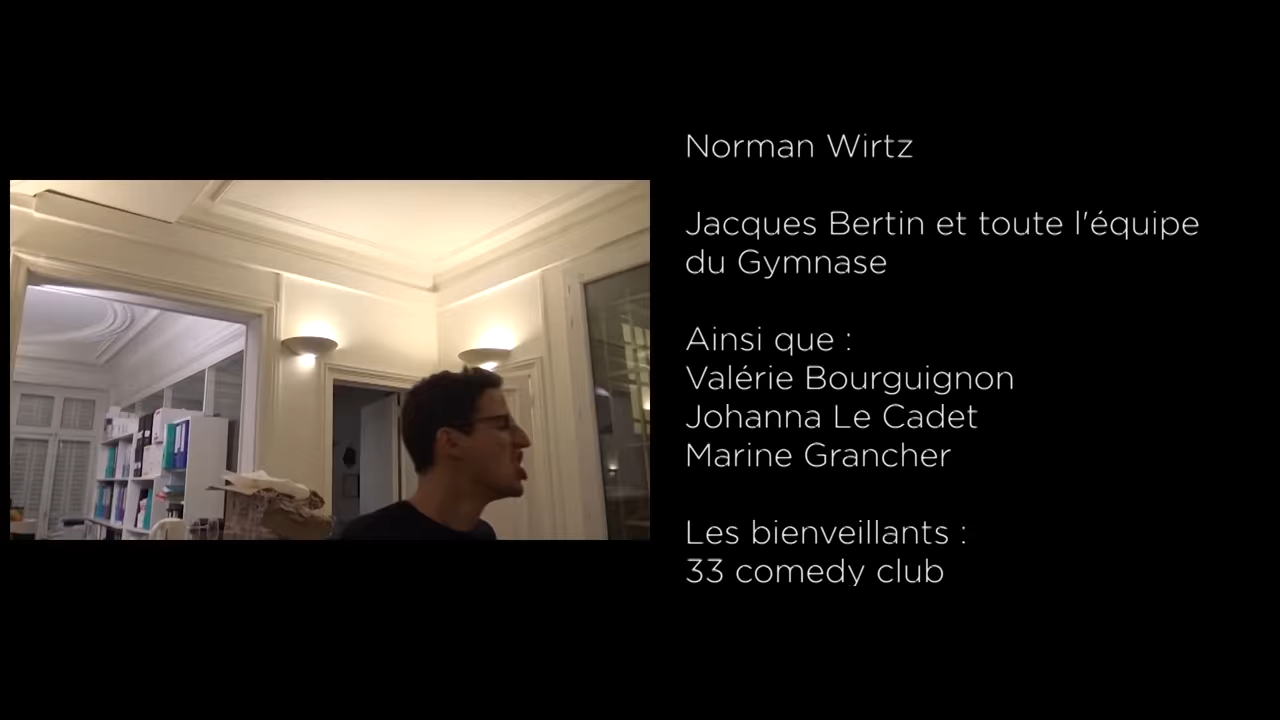 Norman Wirtz
Jacques Bertin et toute l'équipe
du Gymnase
Ainsi que :
Valérie Bourguignon
Johanna Le Cadet
Marine Grancher
Les bienveillants :
33 comedy club